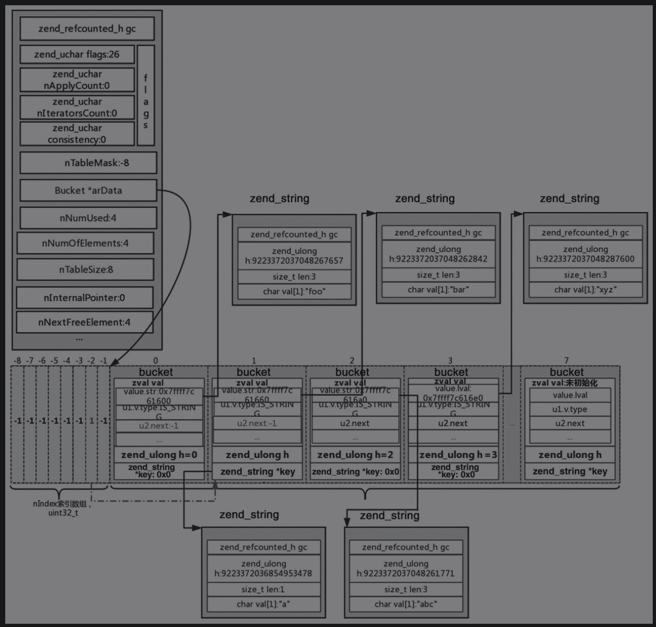 zend_refcounted_h gc
zend_uchar flags:26
zend_uchar
nApplyCount:0
zend_uchar
nIteratorsCount:0
zend_uchar
consistency:0
f
l
a
g
s
nTableMask:-8
Bucket *arData
nNumUsed:4
nNumOfElements:4
nTableSize:8
nInternalPointer:0
nNextFreeElement:4
...
zend_string
zend_refcounted_h gc
zend_ulong
h:9223372037048267657
size_t len:3
char val[1]:"foo"
zend_string
zend_refcounted_h gc
zend_ulong
h:9223372037048262842
size_t len:3
char val[1]:"bar"
zend_string
zend_refcounted_h gc
zend_ulong
h:9223372037048287600
size_t len:3
char val[1]:"xyz"
-8 -7 -6 -5 -4 -3 -2 -1 0 1 2 3 7
-1 -1 -1 -1 -1 -1 1 -1
bucket
zval val
value.str:0x7ffff7c
61600
u1.v.type:IS_STRIN
G
u2.next:-1
...
zend_ulong h=0
zend_string
*key: 0x0
bucket
zval val
value.str:0x7ffff7c
61660
u1.v.type:IS_STRIN
G
u2.next:-1
...
zend_ulong h
zend_string *key
bucket
zval val
value.str:0x7ffff7c
616a0
u1.v.type:IS_STRIN
G
u2.next
...
zend_ulong h=2
zend_string
*key: 0x0
bucket
zval val:
value.lval:
0x7ffff7c616e0
u1.v.type:IS_STRIN
G
u2.next
...
zend_ulong h =3
zend_string
*key: 0x0
...
bucket
zval val:未初始化
value.lval
u1.v.type
u2.next
...
zend_ulong h
zend_string *key
nIndex索引数组，
uint32_t
zend_string
zend_refcounted_h gc
zend_ulong
h:9223372036854953478
size_t len:1
char val[1]:"a"
zend_string
zend_refcounted_h gc
zend_ulong
h:9223372037048261771
size_t len:3
char val[1]:"abc"